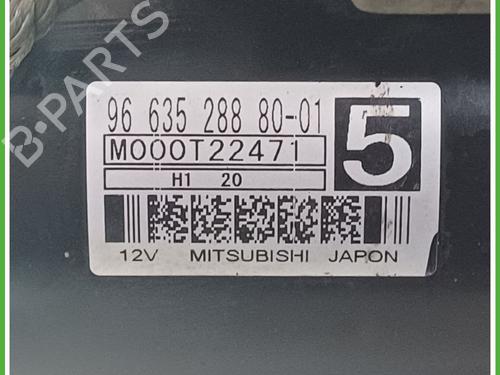 B-PARTS
96 635 288 80-01
M000T22471
5
H1 20
12V MITSUBISHI JAPON